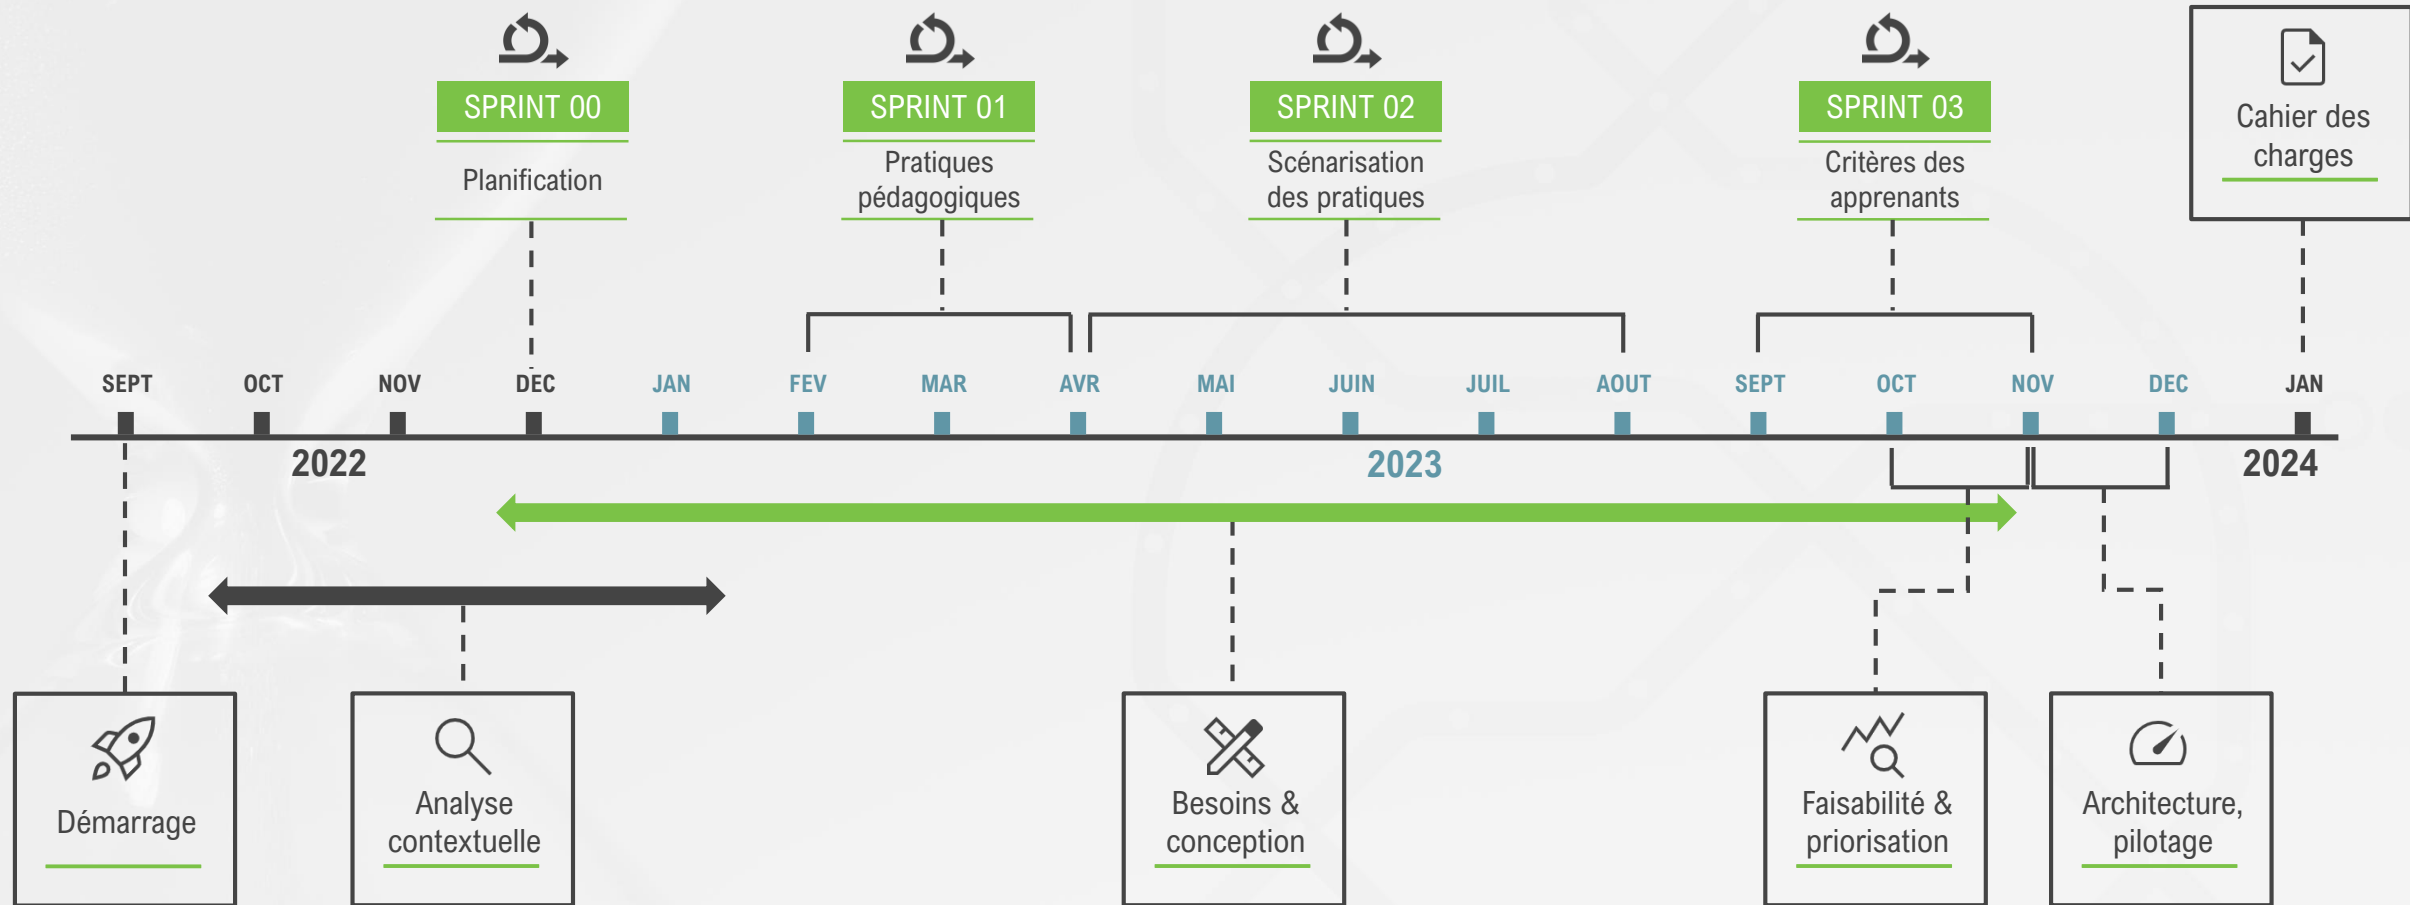 SPRINT 00
Planification
SPRINT 01
Pratiques
pédagogiques
SPRINT 02
Scénarisation
des pratiques
SPRINT 03
Critères des
apprenants
Cahier des
charges
SEPT OCT NOV DEC JAN FEV MAR AVR MAI JUIN JUIL AOUT SEPT OCT NOV DEC JAN
2022 2023 2024
Démarrage
Analyse
contextuelle
Besoins &
conception
Faisabilité &
priorisation
Architecture,
pilotage